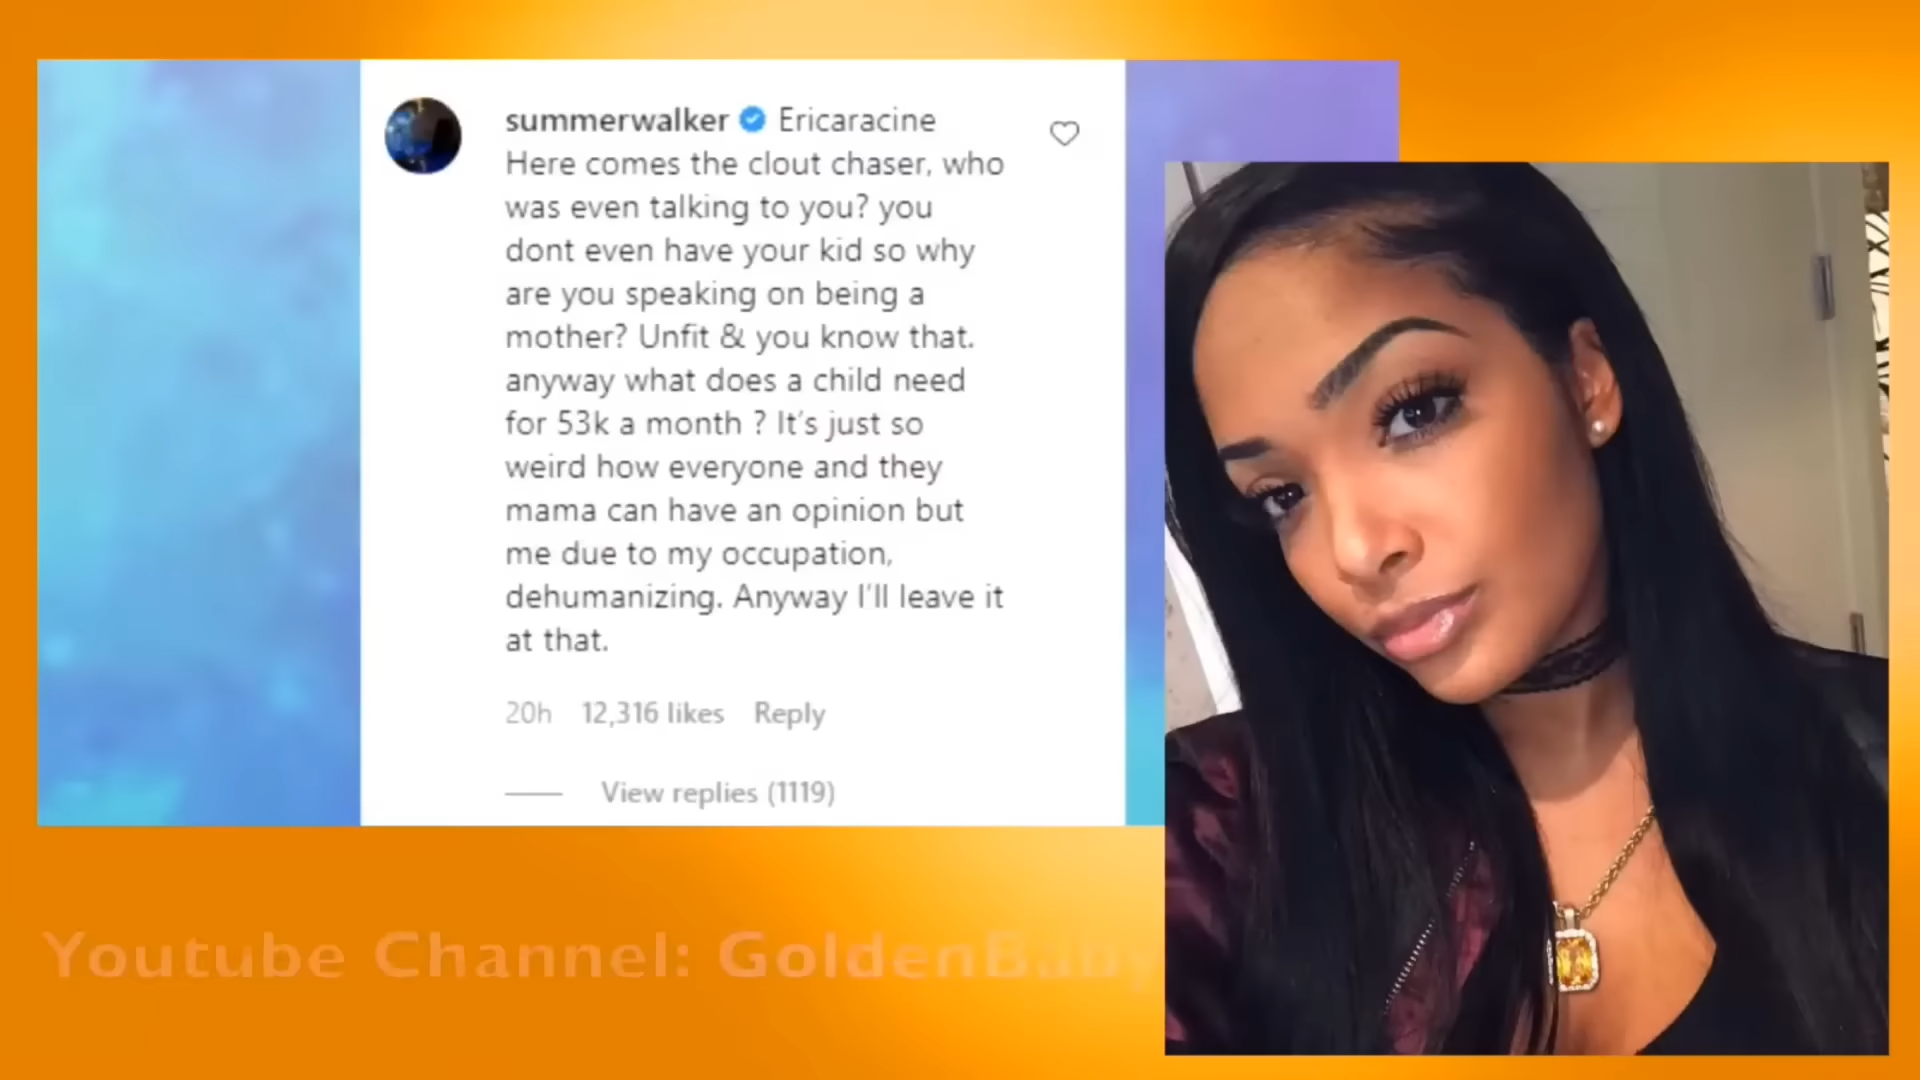 summerwalker Ericaracine
Here comes the clout chaser, who
was even talking to you? you
dont even have your kid so why
are you speaking on being a
mother? Unfit & you know that.
anyway what does a child need
for 53k a month ? It's just so
weird how everyone and they
mama can have an opinion but
me due to my occupation,
dehumanizing. Anyway I'll leave it
at that.
20h 12,316 likes Reply
View replies (1119)
Youtube Channel: GoldenBaby